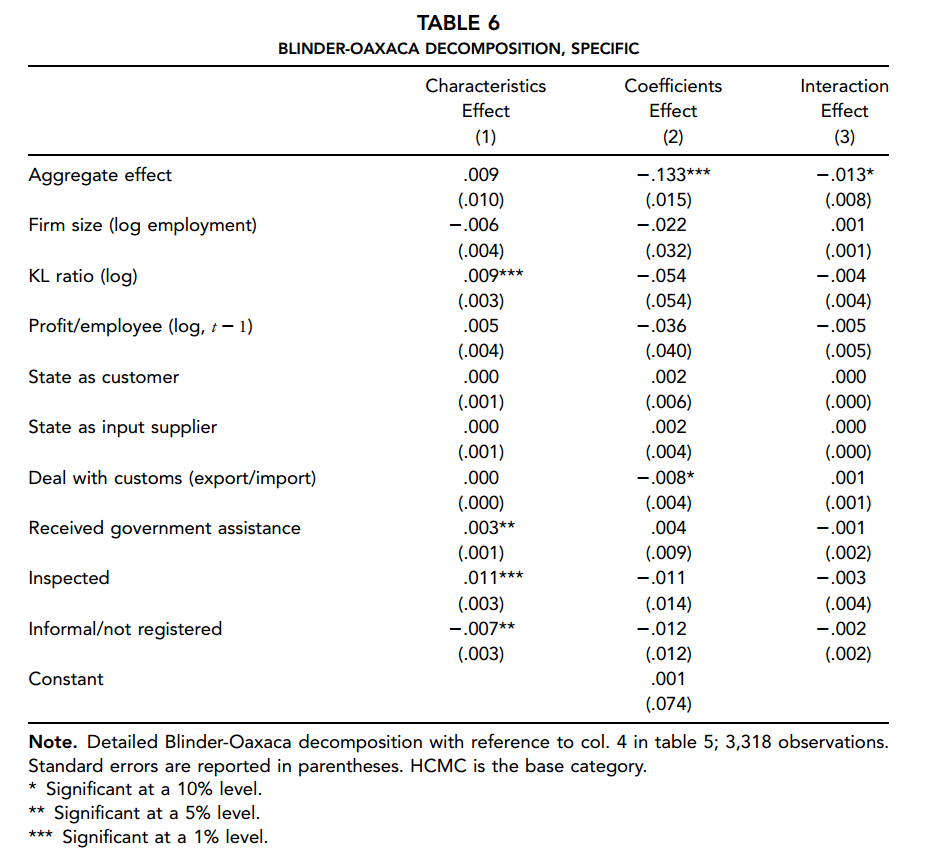 TABLE 6
BLINDER-OAXACA DECOMPOSITION, SPECIFIC
Characteristics Coefficients Interaction
Effect Effect Effect
(1) (2) (3)
Aggregate effect .009 −.133*** −.013*
(.010) (.015) (.008)
Firm size (log employment) −.006 −.022 .001
(.004) (.032) (.001)
KL ratio (log) .009*** −.054 −.004
(.003) (.054) (.004)
Profit/employee (log, t − 1) .005 −.036 −.005
(.004) (.040) (.005)
State as customer .000 .002 .000
(.001) (.006) (.000)
State as input supplier .000 .002 .000
(.001) (.004) (.000)
Deal with customs (export/import) .000 −.008* .001
(.000) (.004) (.001)
Received government assistance .003** .004 −.001
(.001) (.009) (.002)
Inspected .011*** −.011 −.003
(.003) (.014) (.004)
Informal/not registered −.007** −.012 −.002
(.003) (.012) (.002)
Constant .001
(.074)
Note. Detailed Blinder-Oaxaca decomposition with reference to col. 4 in table 5; 3,318 observations.
Standard errors are reported in parentheses. HCMC is the base category.
* Significant at a 10% level.
** Significant at a 5% level.
*** Significant at a 1% level.